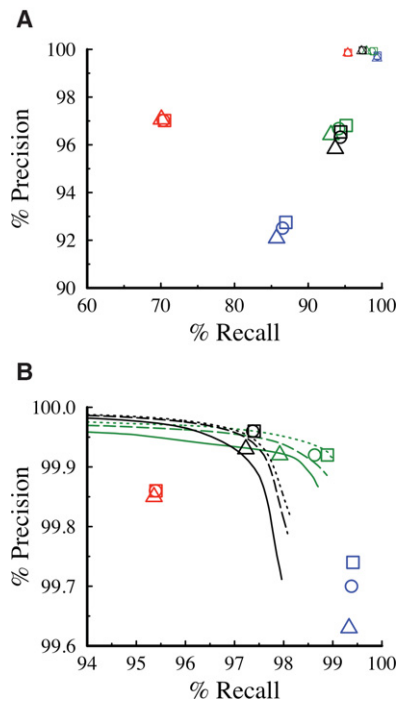 A
100
98
96
94
92
90
% Precision
60 70 80 90 100
% Recall
B
100.0
99.9
99.8
99.7
99.6
% Precision
94 95 96 97 98 99 100
% Recall